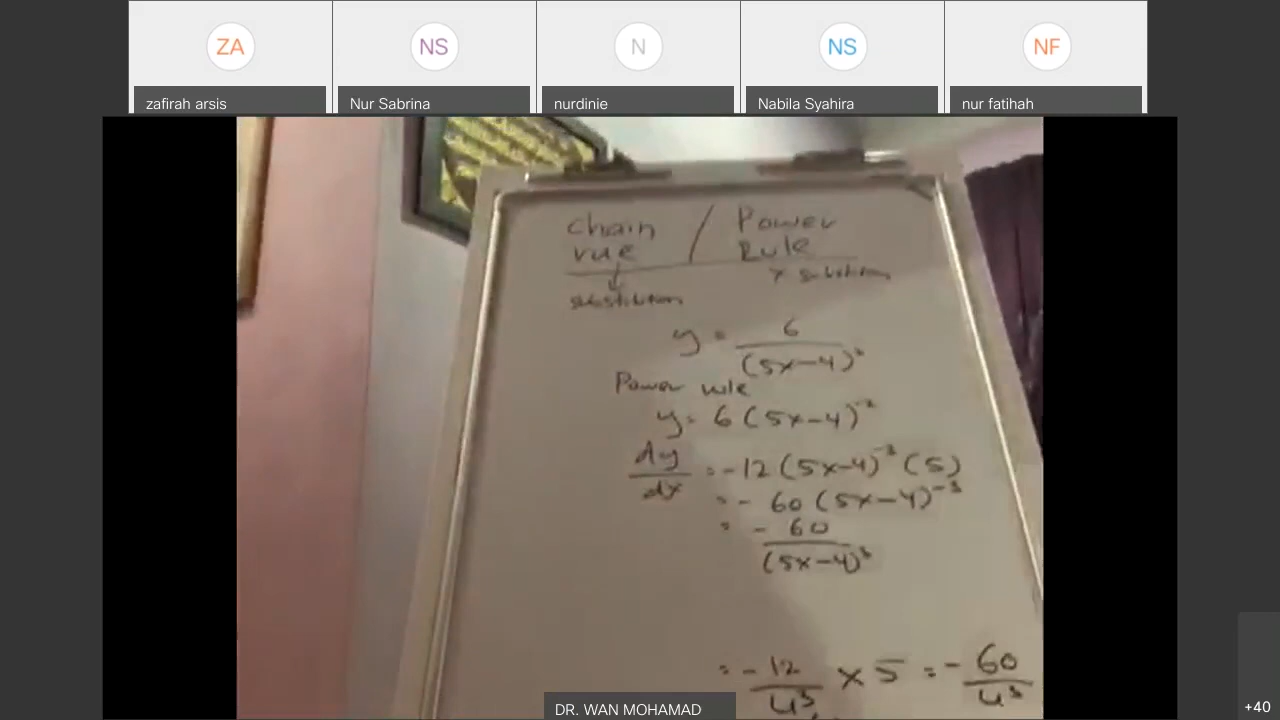 ZA
NS
N
NS
NF
zafirah arsis
Nur Sabrina
nurdinie
Nabila Syahira
nur fatihah
chain / Power
rue Rule
substitution x
y = 6
(5x-4)²
Power rule
y = 6 (5x-4)⁻²
dy/dx = -12 (5x-4)⁻³ (5)
= - 60 (5x-4)⁻³
= - 60
(5x-4)³
= -12/u³ x 5 = - 60/u³
DR. WAN MOHAMAD
+40